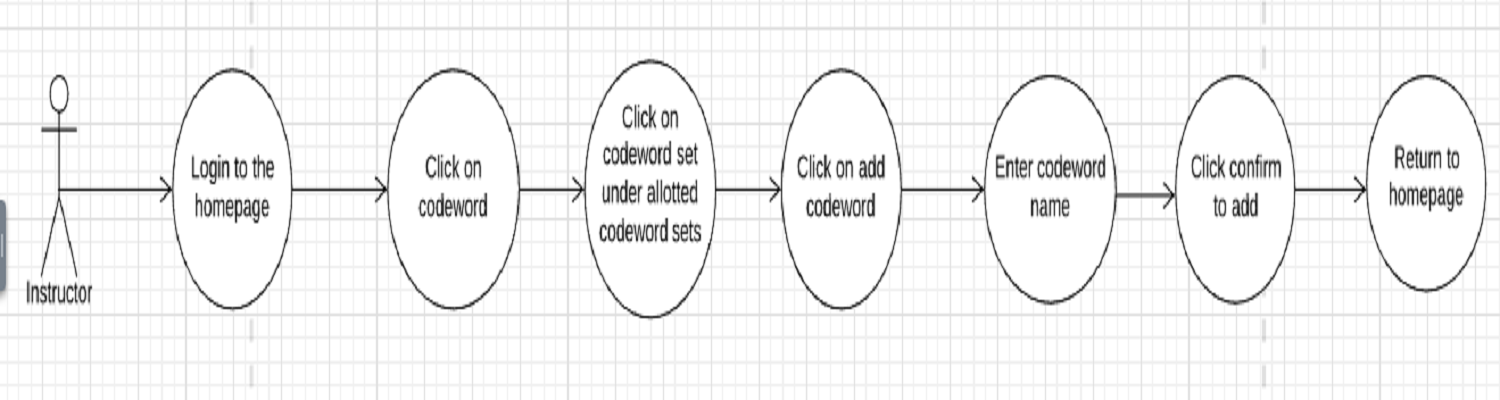 Instructor
Login to the
homepage
Click on
codeword
Click on
codeword set
under allotted
codeword sets
Click on add
codeword
Enter codeword
name
Click confirm
to add
Return to
homepage